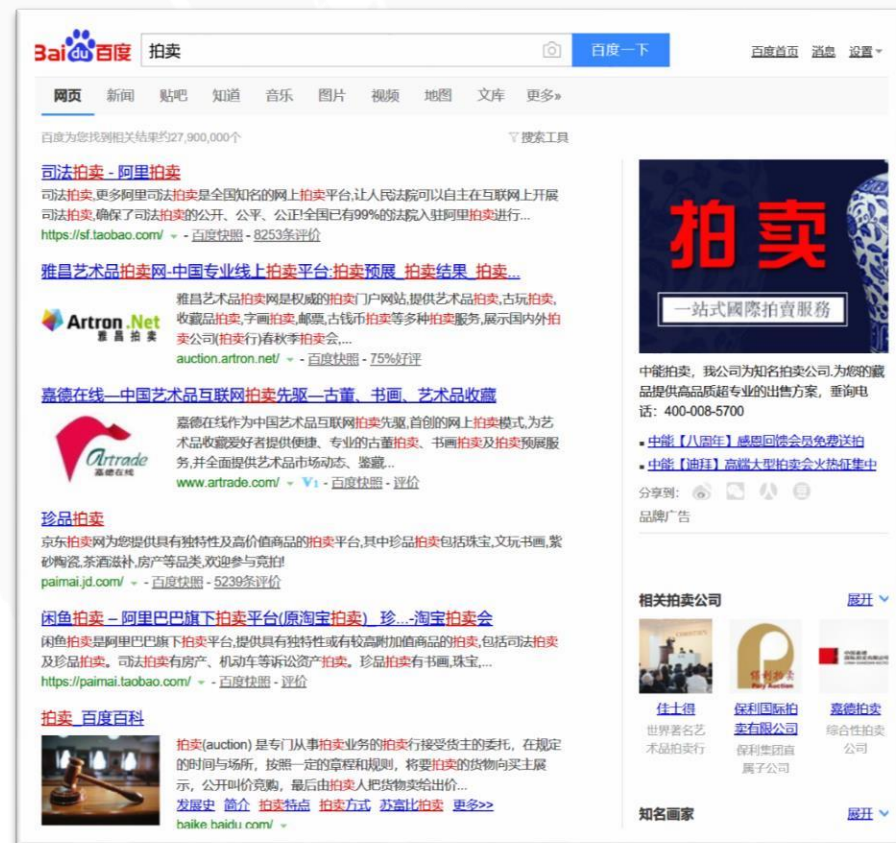 Bai du 百度
拍卖
百度一下
百度首页 消息 设置
网页 新闻 贴吧 知道 音乐 图片 视频 地图 文库 更多»
百度为您找到相关结果约27,900,000个
搜索工具
司法拍卖 - 阿里拍卖
司法拍卖,更多阿里司法拍卖是全国知名的网上拍卖平台,让人民法院可以自主在互联网上开展
司法拍卖,确保了司法拍卖的公开、公平、公正!全国已有99%的法院入驻阿里拍卖进行...
https://sf.taobao.com/ - 百度快照 - 8253条评价
雅昌艺术品拍卖网-中国专业线上拍卖平台:拍卖预展_拍卖结果_拍卖...
Artron.Net
雅昌拍卖
雅昌艺术品拍卖网是权威的拍卖门户网站,提供艺术品拍卖,古玩拍卖,
收藏品拍卖,字画拍卖,邮票,古钱币拍卖等多种拍卖服务,展示国内外拍
卖公司(拍卖行)春秋季拍卖会,...
auction.artron.net/ - 百度快照 - 75%好评
嘉德在线—中国艺术品互联网拍卖先驱—古董、书画、艺术品收藏
Artrade
嘉德在线
嘉德在线作为中国艺术品互联网拍卖先驱,首创的网上拍卖模式,为艺
术品收藏爱好者提供便捷、专业的古董拍卖、书画拍卖及拍卖预展服
务,并全面提供艺术品市场动态、鉴藏...
www.artrade.com/ V1 - 百度快照 - 评价
珍品拍卖
京东拍卖网为您提供具有独特性及高价值商品的拍卖平台,其中珍品拍卖包括珠宝,文玩书画,紫
砂陶瓷,茶酒滋补,房产等品类,欢迎参与竞拍!
paimai.jd.com/ - 百度快照 - 5239条评价
闲鱼拍卖 – 阿里巴巴旗下拍卖平台(原淘宝拍卖)_ 珍...-淘宝拍卖会
闲鱼拍卖是阿里巴巴旗下拍卖平台,提供具有独特性或有较高附加值商品的拍卖,包括司法拍卖
及珍品拍卖。司法拍卖有房产、机动车等诉讼资产拍卖。珍品拍卖有书画,珠宝,...
https://paimai.taobao.com/ - 百度快照 - 评价
拍卖_百度百科
拍卖(auction) 是专门从事拍卖业务的拍卖行接受货主的委托，在规定
的时间与场所，按照一定的章程和规则，将要拍卖的货物向买主展
示，公开叫价竞购，最后由拍卖人把货物卖给出价...
发展史 简介 拍卖特点 拍卖方式 苏富比拍卖 更多>>
baike.baidu.com/
拍卖
一站式國際拍賣服務
中能拍卖，我公司为知名拍卖公司.为您的藏
品提供高品质超专业的出售方案，垂询电
话：400-008-5700
中能【八周年】感恩回馈会员免费送拍
中能【迪拜】高端大型拍卖会火热征集中
分享到:
品牌广告
相关拍卖公司 展开
保利拍卖
Poly Auction
佳士得 保利国际拍 嘉德拍卖
卖有限公司
世界著名艺 综合性拍卖
术品拍卖行 保利集团直 公司
属子公司
知名画家 展开